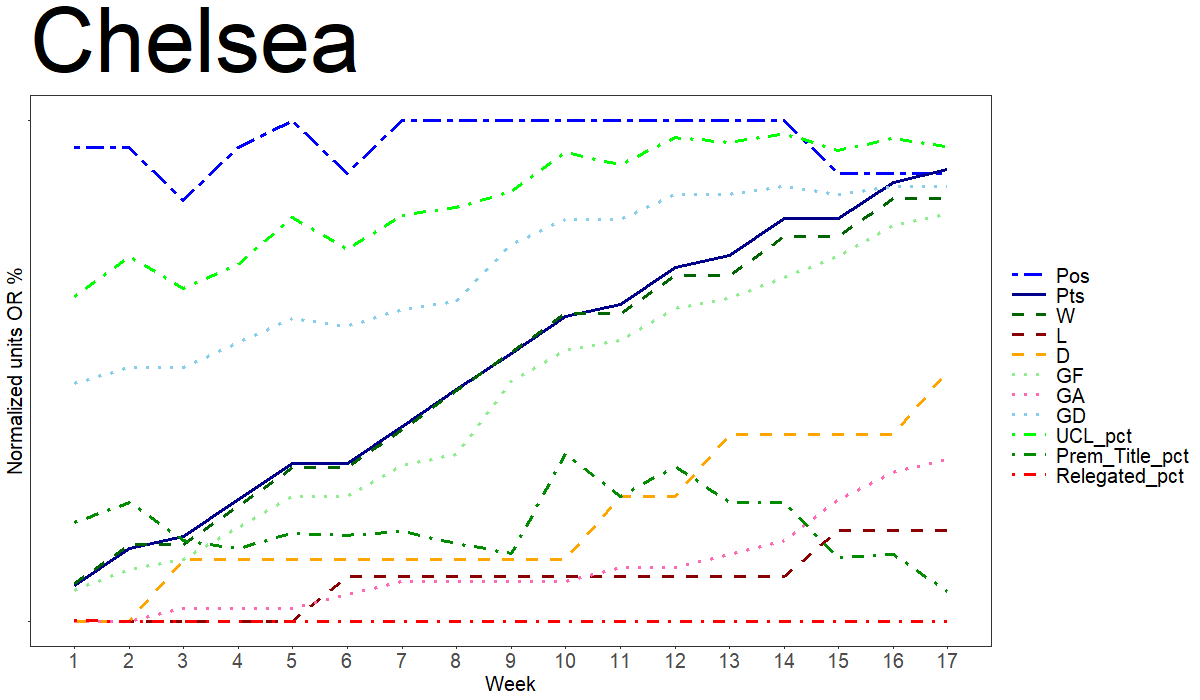 Chelsea
Normalized units OR %
1 2 3 4 5 6 7 8 9 10 11 12 13 14 15 16 17
Week
Pos
Pts
W
L
D
GF
GA
GD
UCL_pct
Prem_Title_pct
Relegated_pct